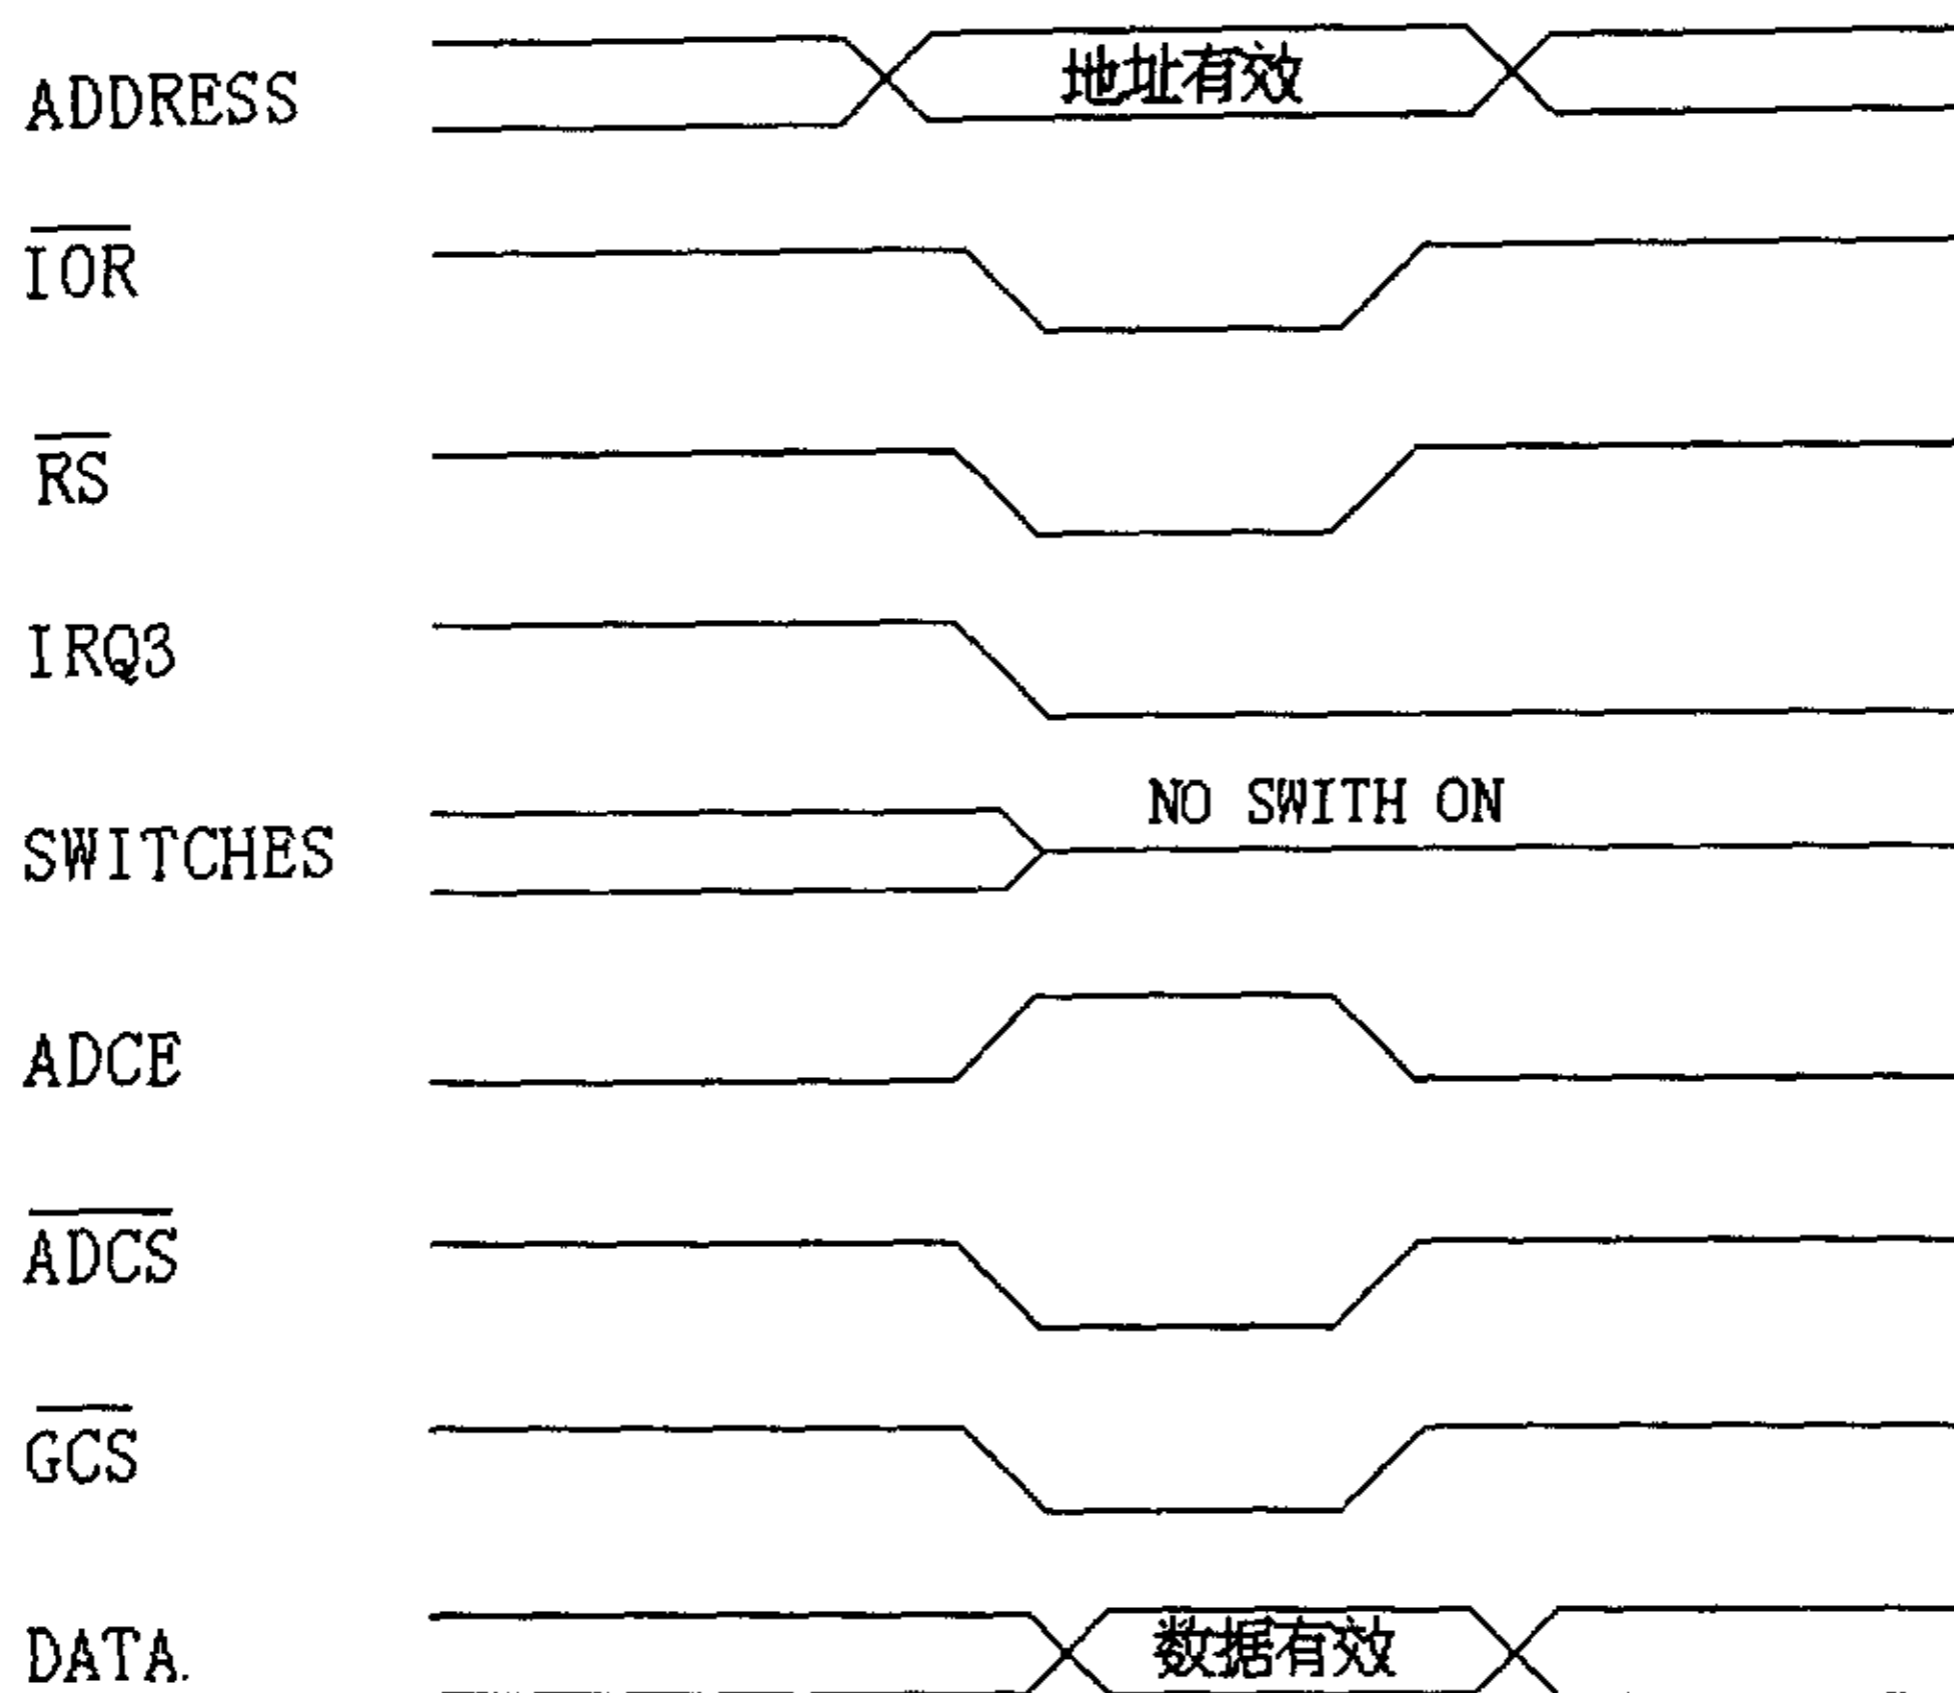 ADDRESS
地址有效
IOR
RS
IRQ3
NO SWITH ON
SWITCHES
ADCE
ADCS
GCS
DATA.
数据有效